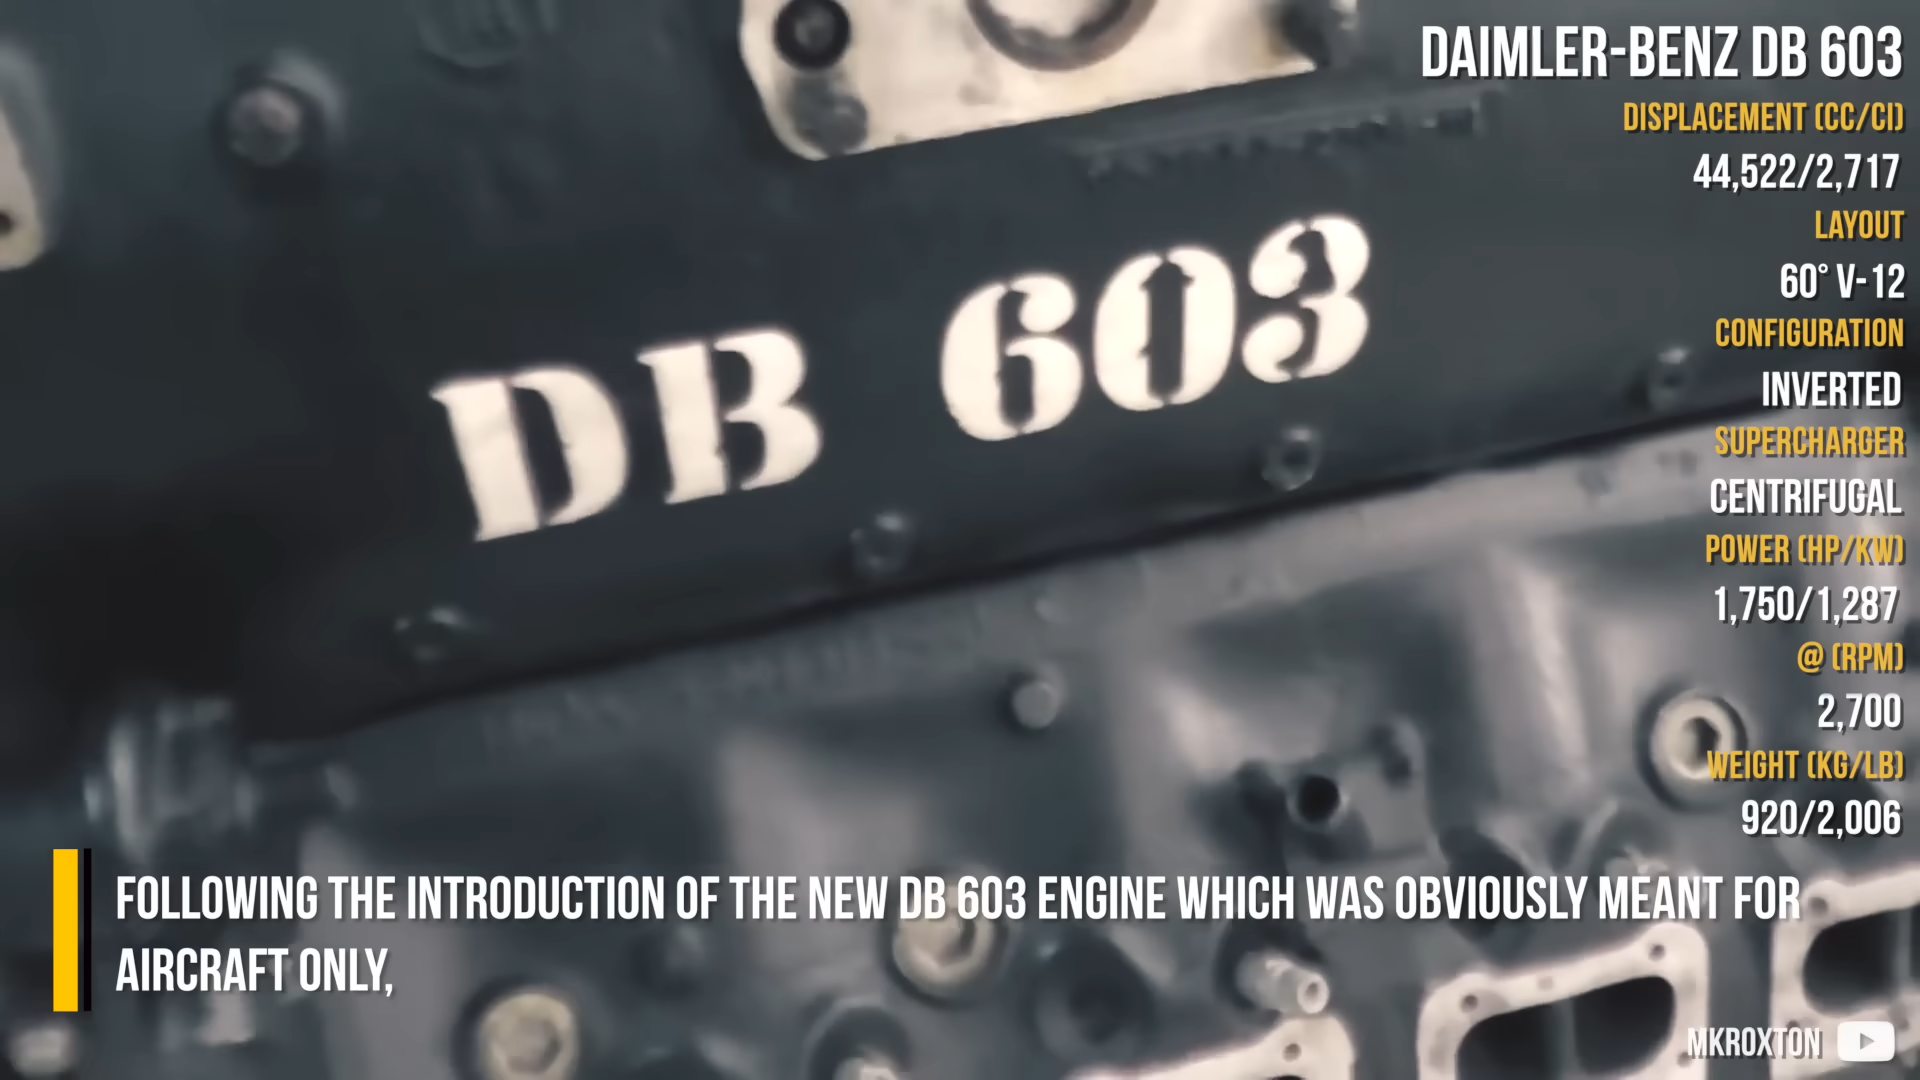 DAIMLER-BENZ DB 603
DISPLACEMENT (CC/CI)
44,522/2,717
LAYOUT
60° V-12
CONFIGURATION
INVERTED
SUPERCHARGER
CENTRIFUGAL
POWER (HP/KW)
1,750/1,287
@ (RPM)
2,700
WEIGHT (KG/LB)
920/2,006
DB 603
FOLLOWING THE INTRODUCTION OF THE NEW DB 603 ENGINE WHICH WAS OBVIOUSLY MEANT FOR
AIRCRAFT ONLY,
MKROXTON